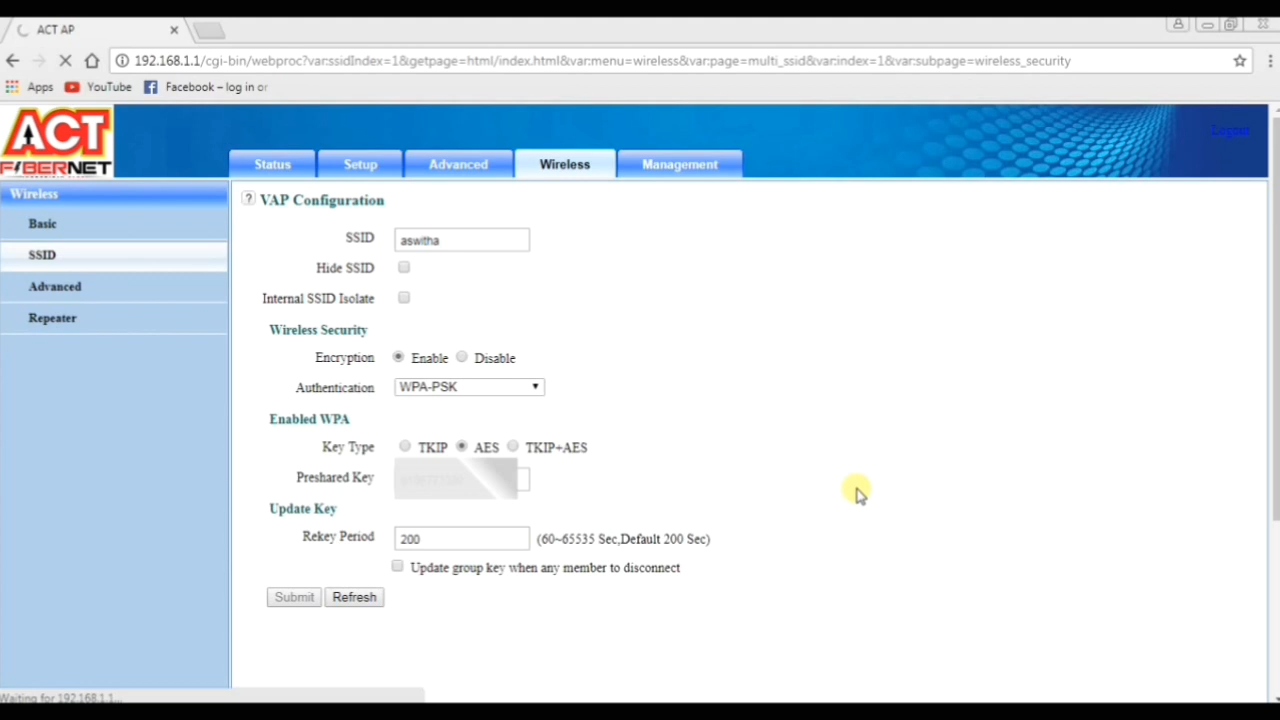 ACT AP
192.168.1.1/cgi-bin/webproc?var:ssidIndex=1&getpage=html/index.html&var:menu=wireless&var:page=multi_ssid&var:index=1&var:subpage=wireless_security
Apps YouTube Facebook – log in or
ACT
FIBERNET
Logout
Status Setup Advanced Wireless Management
Wireless
Basic
SSID
Advanced
Repeater
? VAP Configuration
SSID aswitha
Hide SSID
Internal SSID Isolate
Wireless Security
Encryption Enable Disable
Authentication WPA-PSK
Enabled WPA
Key Type TKIP AES TKIP+AES
Preshared Key
Update Key
Rekey Period 200 (60~65535 Sec,Default 200 Sec)
Update group key when any member to disconnect
Submit Refresh
Waiting for 192.168.1.1...